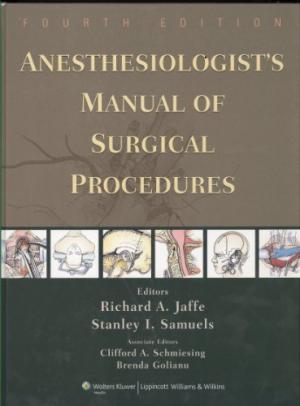 FOURTH EDITION
ANESTHESIOLOGIST'S
MANUAL OF
SURGICAL
PROCEDURES
Editors
Richard A. Jaffe
Stanley I. Samuels
Associate Editors
Clifford A. Schmiesing
Brenda Golianu
Wolters Kluwer | Lippincott Williams & Wilkins
Health